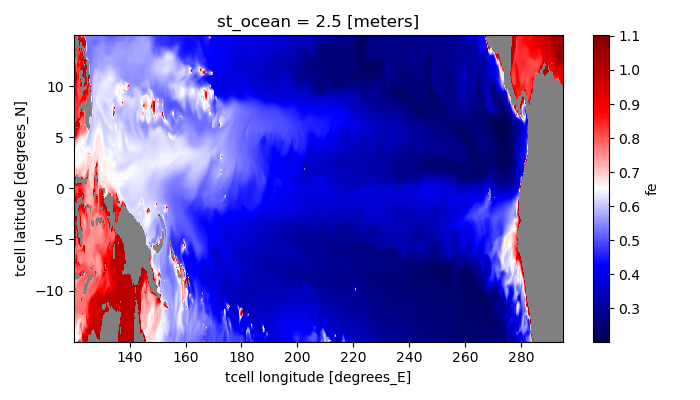 st_ocean = 2.5 [meters]
10
5
0
−5
−10
tcell latitude [degrees_N]
140 160 180 200 220 240 260 280
tcell longitude [degrees_E]
1.1
1.0
0.9
0.8
0.7
0.6
0.5
0.4
0.3
fe